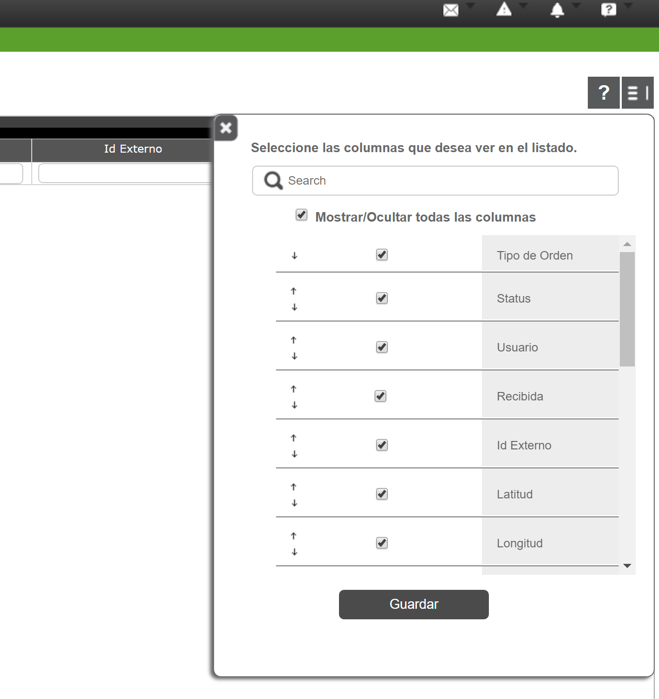 ?
?
Id Externo
Seleccione las columnas que desea ver en el listado.
Search
Mostrar/Ocultar todas las columnas
Tipo de Orden
Status
Usuario
Recibida
Id Externo
Latitud
Longitud
Guardar